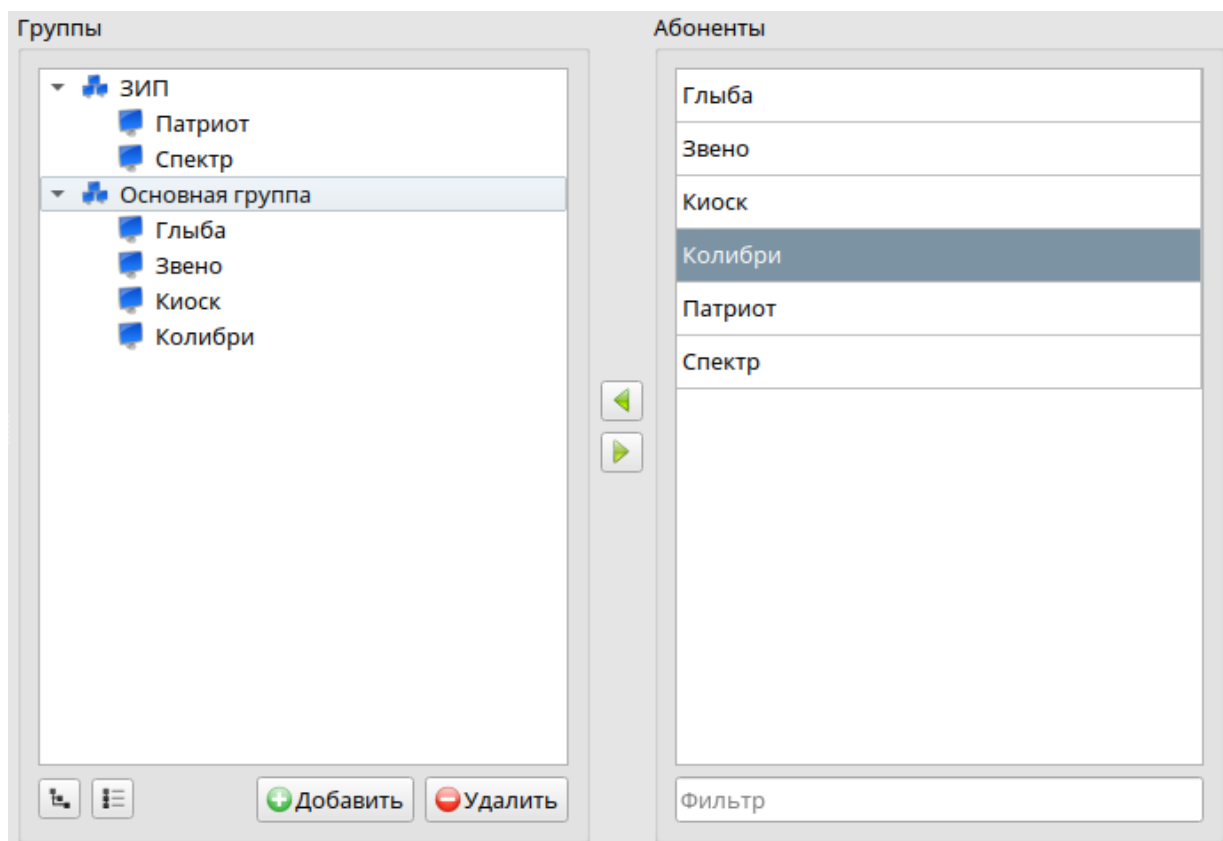 Группы
ЗИП
Патриот
Спектр
Основная группа
Глыба
Звено
Киоск
Колибри
Добавить
Удалить
Абоненты
Глыба
Звено
Киоск
Колибри
Патриот
Спектр
Фильтр